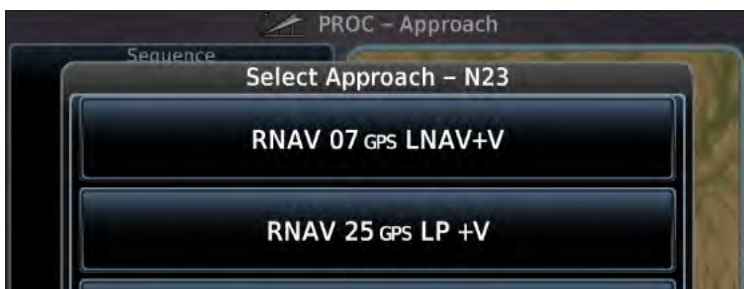 PROC – Approach
Sequence
Select Approach – N23
RNAV 07 GPS LNAV+V
RNAV 25 GPS LP +V